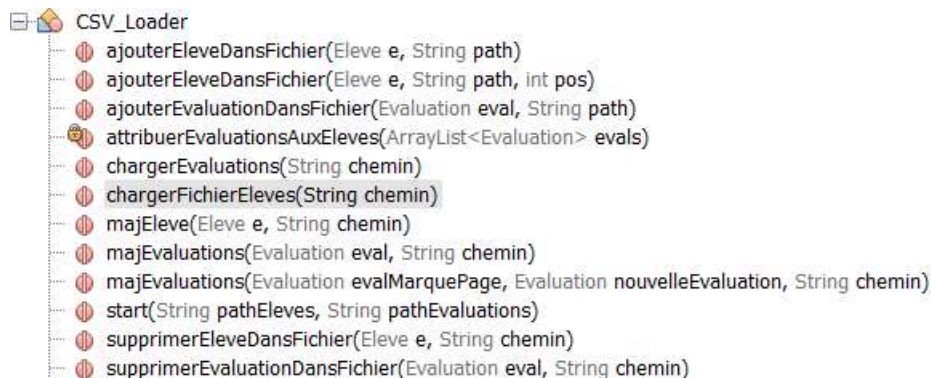 CSV_Loader
ajouterEleveDansFichier(Eleve e, String path)
ajouterEleveDansFichier(Eleve e, String path, int pos)
ajouterEvaluationDansFichier(Evaluation eval, String path)
attribuerEvaluationsAuxEleves(ArrayList<Evaluation> evals)
chargerEvaluations(String chemin)
chargerFichierEleves(String chemin)
majEleve(Eleve e, String chemin)
majEvaluations(Evaluation eval, String chemin)
majEvaluations(Evaluation evalMarquePage, Evaluation nouvelleEvaluation, String chemin)
start(String pathEleves, String pathEvaluations)
supprimerEleveDansFichier(Eleve e, String chemin)
supprimerEvaluationDansFichier(Evaluation eval, String chemin)